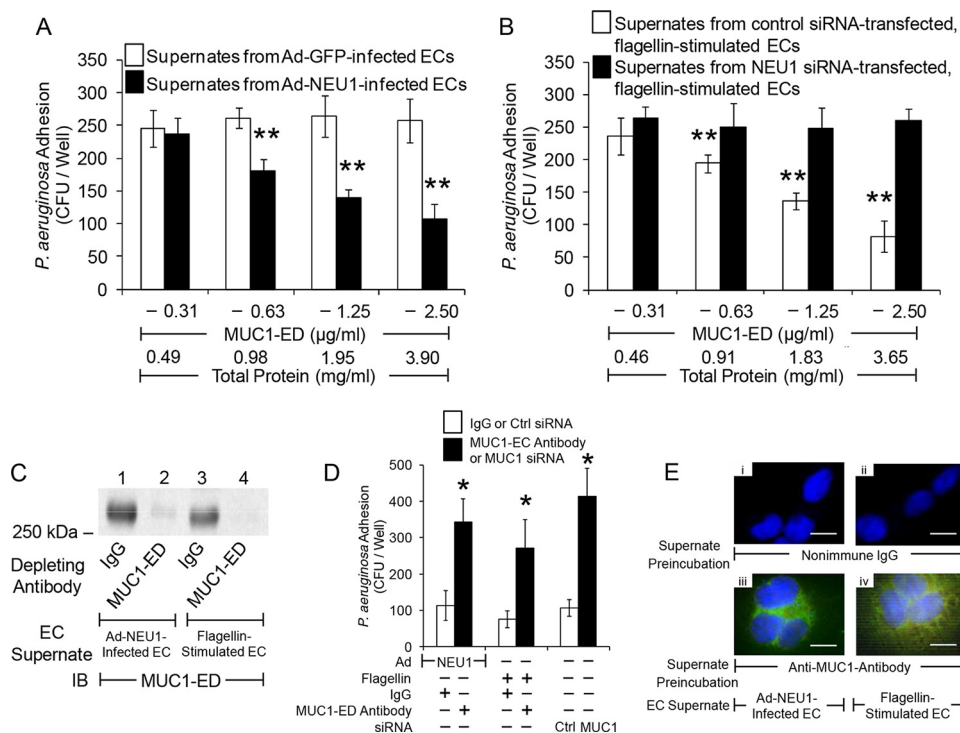 A
Supernates from Ad-GFP-infected ECs
Supernates from Ad-NEU1-infected ECs
P. aeruginosa Adhesion
(CFU / Well)
300
250
200
150
100
50
0
**
**
**
– 0.31 – 0.63 – 1.25 – 2.50
MUC1-ED (µg/ml)
0.49 0.98 1.95 3.90
Total Protein (mg/ml)
B
Supernates from control siRNA-transfected,
flagellin-stimulated ECs
Supernates from NEU1 siRNA-transfected,
flagellin-stimulated ECs
P. aeruginosa Adhesion
(CFU / Well)
300
250
200
150
100
50
0
**
**
**
– 0.31 – 0.63 – 1.25 – 2.50
MUC1-ED (µg/ml)
0.46 0.91 1.83 3.65
Total Protein (mg/ml)
C
1 2 3 4
250 kDa –
Depleting
Antibody
IgG
MUC1-ED
IgG
MUC1-ED
EC
Supernate
Ad-NEU1-
Infected EC
Flagellin-
Stimulated EC
IB
MUC1-ED
D
IgG or Ctrl siRNA
MUC1-EC Antibody
or MUC1 siRNA
P. aeruginosa Adhesion
(CFU / Well)
500
400
300
200
100
0
*
*
*
Ad NEU1 – – – –
Flagellin – – + + – –
IgG + – + – – –
MUC1-ED Antibody – + – + – –
siRNA Ctrl MUC1
E
i
ii
Supernate
Preincubation
Nonimmune IgG
iii
iv
Supernate
Preincubation
Anti-MUC1-Antibody
EC Supernate
Ad-NEU1-
Infected EC
Flagellin-
Stimulated EC